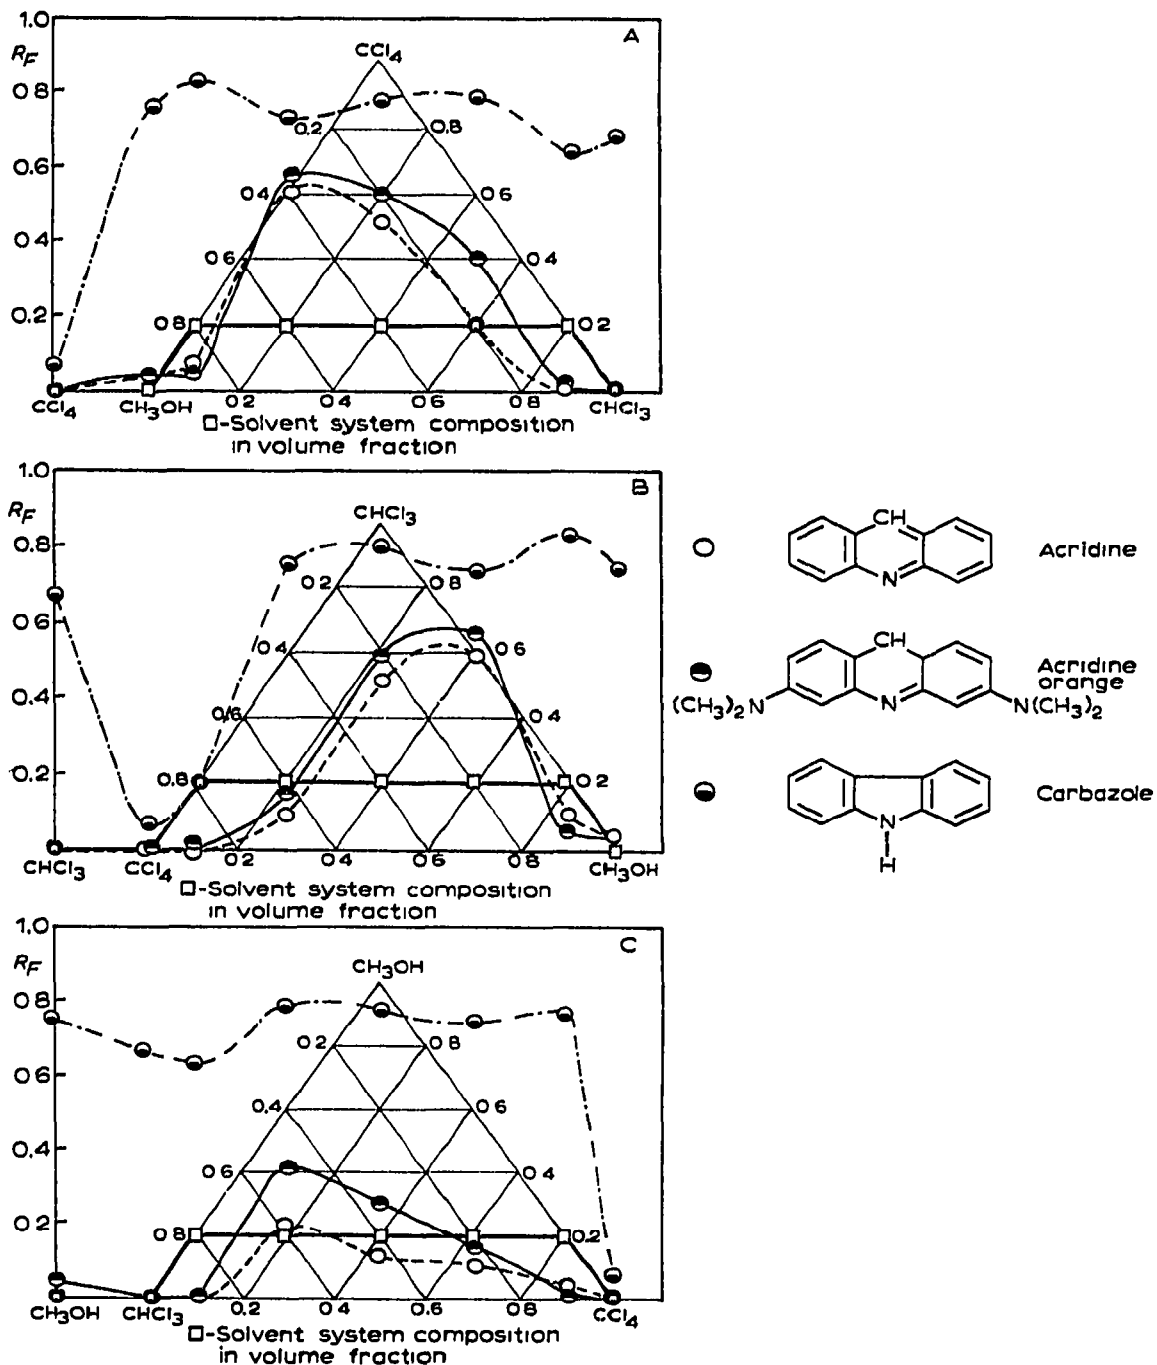 1.0
A
RF
CCl4
0.8
0.2
0.8
0.6
0.4
0.6
0.4
0.6
0.4
0.2
0.8
0.2
CCl4
CH3OH
0.2
0.4
0.6
0.8
CHCl3
□-Solvent system composition
in volume fraction
1.0
B
RF
CHCl3
0.8
0.2
0.8
0.6
0.4
0.6
0.4
0.6
0.4
0.2
0.8
0.2
CHCl3
CCl4
0.2
0.4
0.6
0.8
CH3OH
□-Solvent system composition
in volume fraction
CH
N
Acridine
CH
(CH3)2N
N
N(CH3)2
Acridine
orange
N
H
Carbazole
1.0
C
RF
CH3OH
0.8
0.2
0.8
0.6
0.4
0.6
0.4
0.6
0.4
0.2
0.8
0.2
CH3OH
CHCl3
0.2
0.4
0.6
0.8
CCl4
□-Solvent system composition
in volume fraction